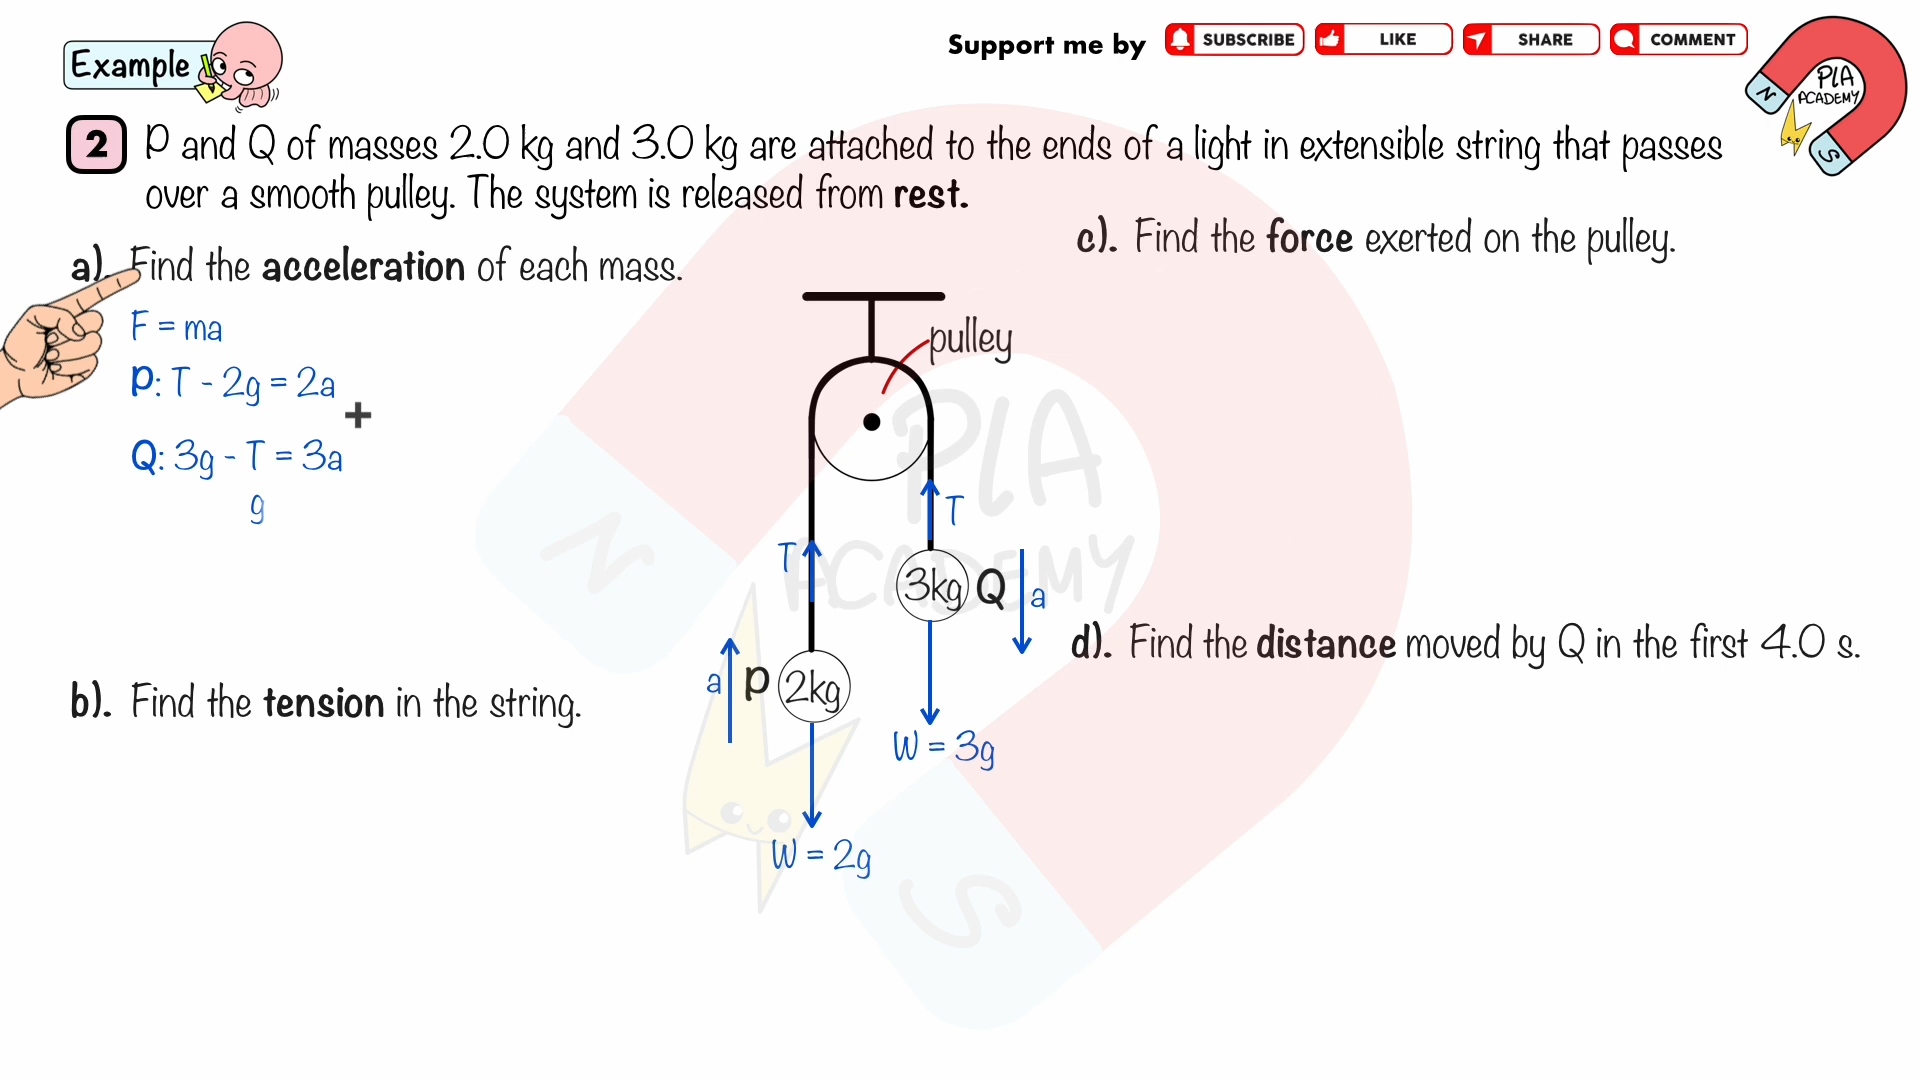 Example
Support me by
SUBSCRIBE
LIKE
SHARE
COMMENT
PLA
ACADEMY
N
S
2
P and Q of masses 2.0 kg and 3.0 kg are attached to the ends of a light in extensible string that passes
over a smooth pulley. The system is released from rest.
a). Find the acceleration of each mass.
F = ma
P: T - 2g = 2a
+
Q: 3g - T = 3a
g
b). Find the tension in the string.
pulley
T
T
3kg
Q
a
a
P
2kg
W = 3g
W = 2g
c). Find the force exerted on the pulley.
d). Find the distance moved by Q in the first 4.0 s.
PLA
ACADEMY
N
S